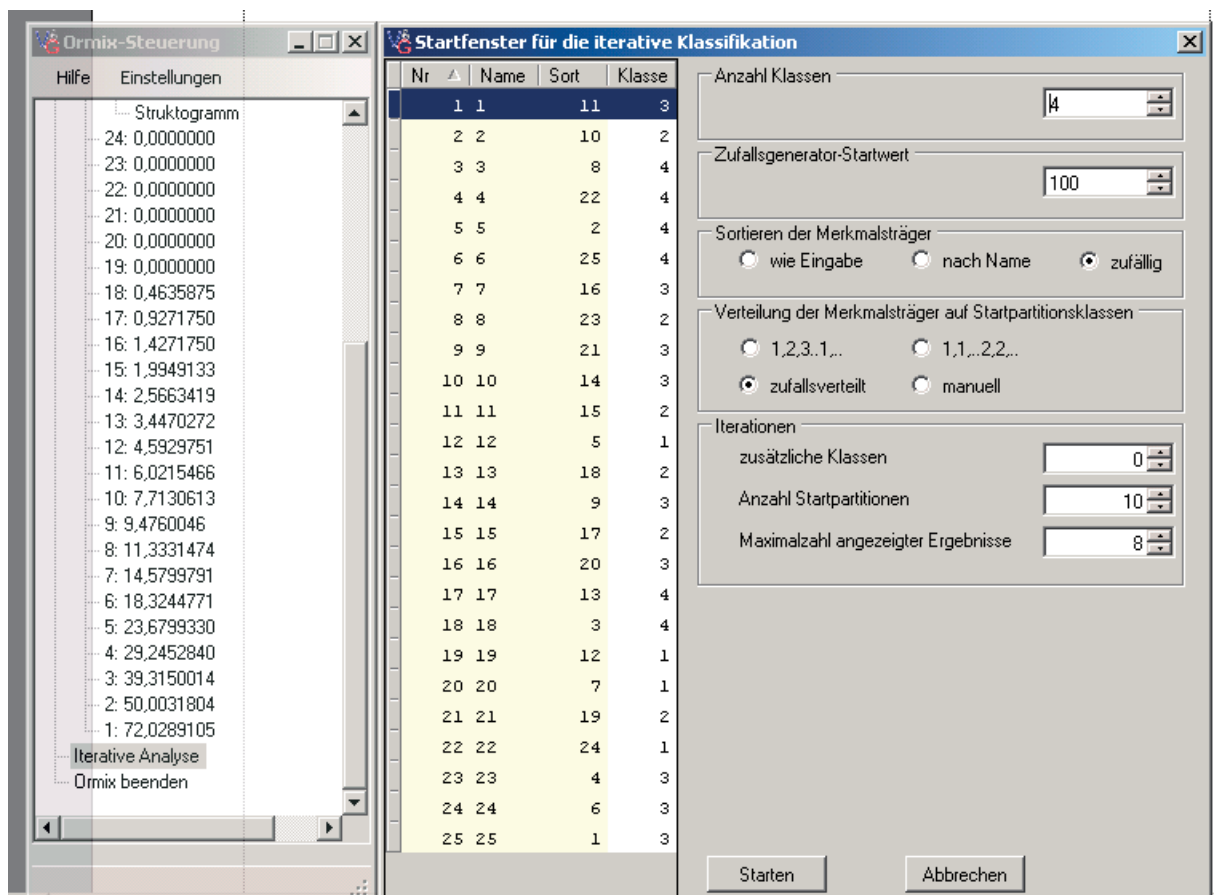 Ormix-Steuerung
Hilfe Einstellungen
Struktogramm
24: 0,0000000
23: 0,0000000
22: 0,0000000
21: 0,0000000
20: 0,0000000
19: 0,0000000
18: 0,4635875
17: 0,9271750
16: 1,4271750
15: 1,9949133
14: 2,5663419
13: 3,4470272
12: 4,5929751
11: 6,0215466
10: 7,7130613
9: 9,4760046
8: 11,3331474
7: 14,5799791
6: 18,3244771
5: 23,6799330
4: 29,2452840
3: 39,3150014
2: 50,0031804
1: 72,0289105
Iterative Analyse
Ormix beenden
Startfenster für die iterative Klassifikation
Nr Name Sort Klasse
1 1 11 3
2 2 10 2
3 3 8 4
4 4 22 4
5 5 2 4
6 6 25 4
7 7 16 3
8 8 23 2
9 9 21 3
10 10 14 3
11 11 15 2
12 12 5 1
13 13 18 2
14 14 9 3
15 15 17 2
16 16 20 3
17 17 13 4
18 18 3 4
19 19 12 1
20 20 7 1
21 21 19 2
22 22 24 1
23 23 4 3
24 24 6 3
25 25 1 3
Anzahl Klassen
4
Zufallsgenerator-Startwert
100
Sortieren der Merkmalsträger
wie Eingabe nach Name zufällig
Verteilung der Merkmalsträger auf Startpartitionsklassen
1,2,3..1,.. 1,1,..2,2,..
zufallsverteilt manuell
Iterationen
zusätzliche Klassen 0
Anzahl Startpartitionen 10
Maximalzahl angezeigter Ergebnisse 8
Starten Abbrechen